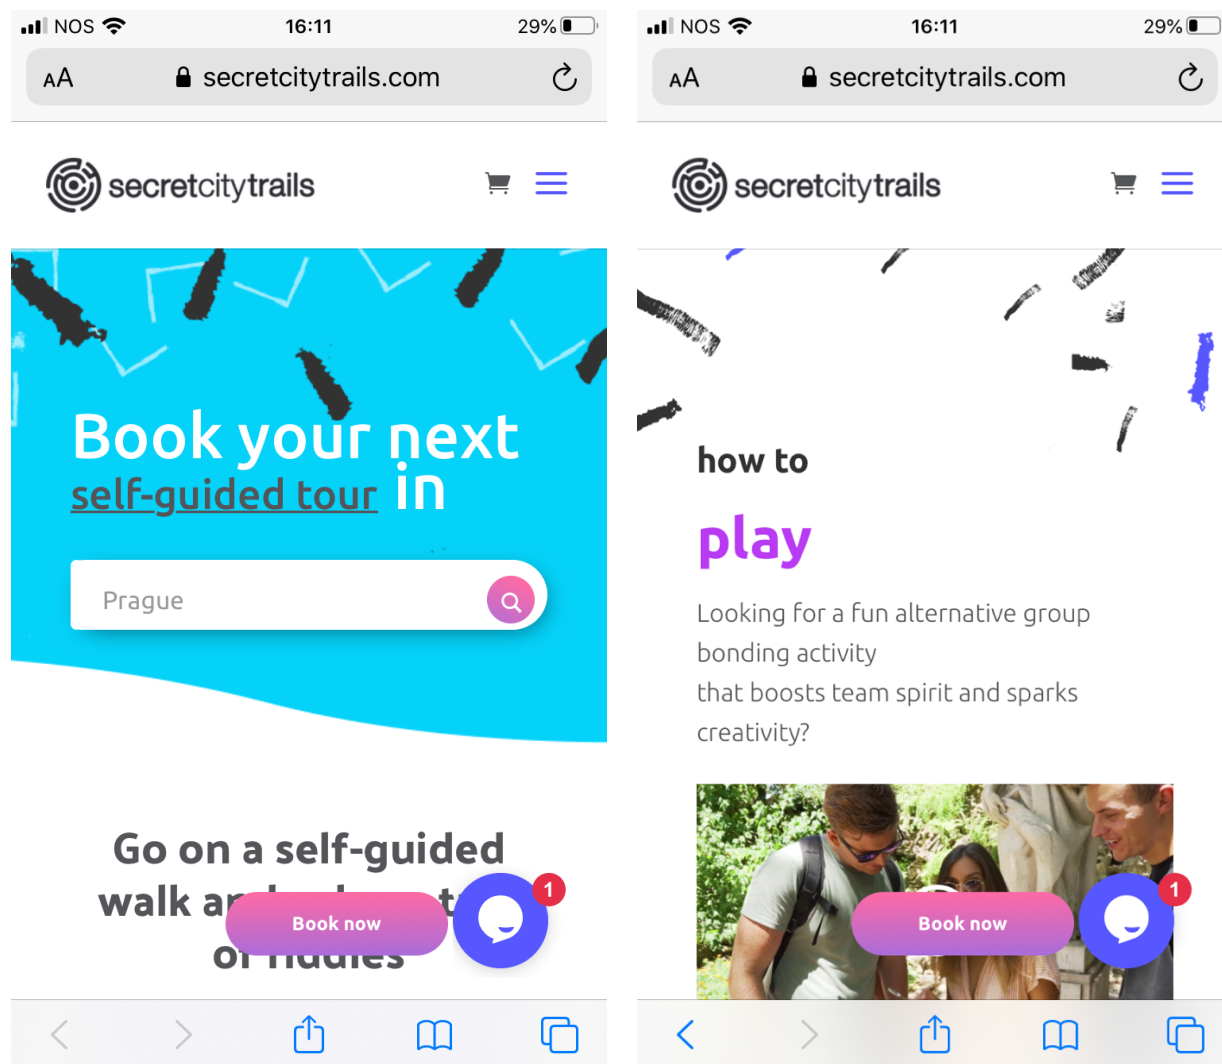 NOS 16:11 29%
AA secretcitytrails.com
secretcitytrails
Book your next
self-guided tour in
Prague
Go on a self-guided
walk
of riddles
Book now
1
NOS 16:11 29%
AA secretcitytrails.com
secretcitytrails
how to
play
Looking for a fun alternative group
bonding activity
that boosts team spirit and sparks
creativity?
Book now
1